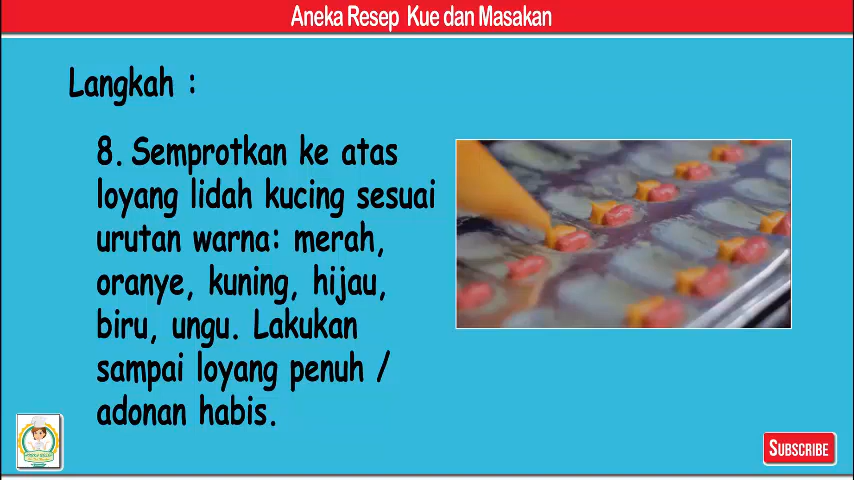 Aneka Resep Kue dan Masakan
Langkah :
8. Semprotkan ke atas
loyang lidah kucing sesuai
urutan warna: merah,
oranye, kuning, hijau,
biru, ungu. Lakukan
sampai loyang penuh /
adonan habis.
SUBSCRIBE